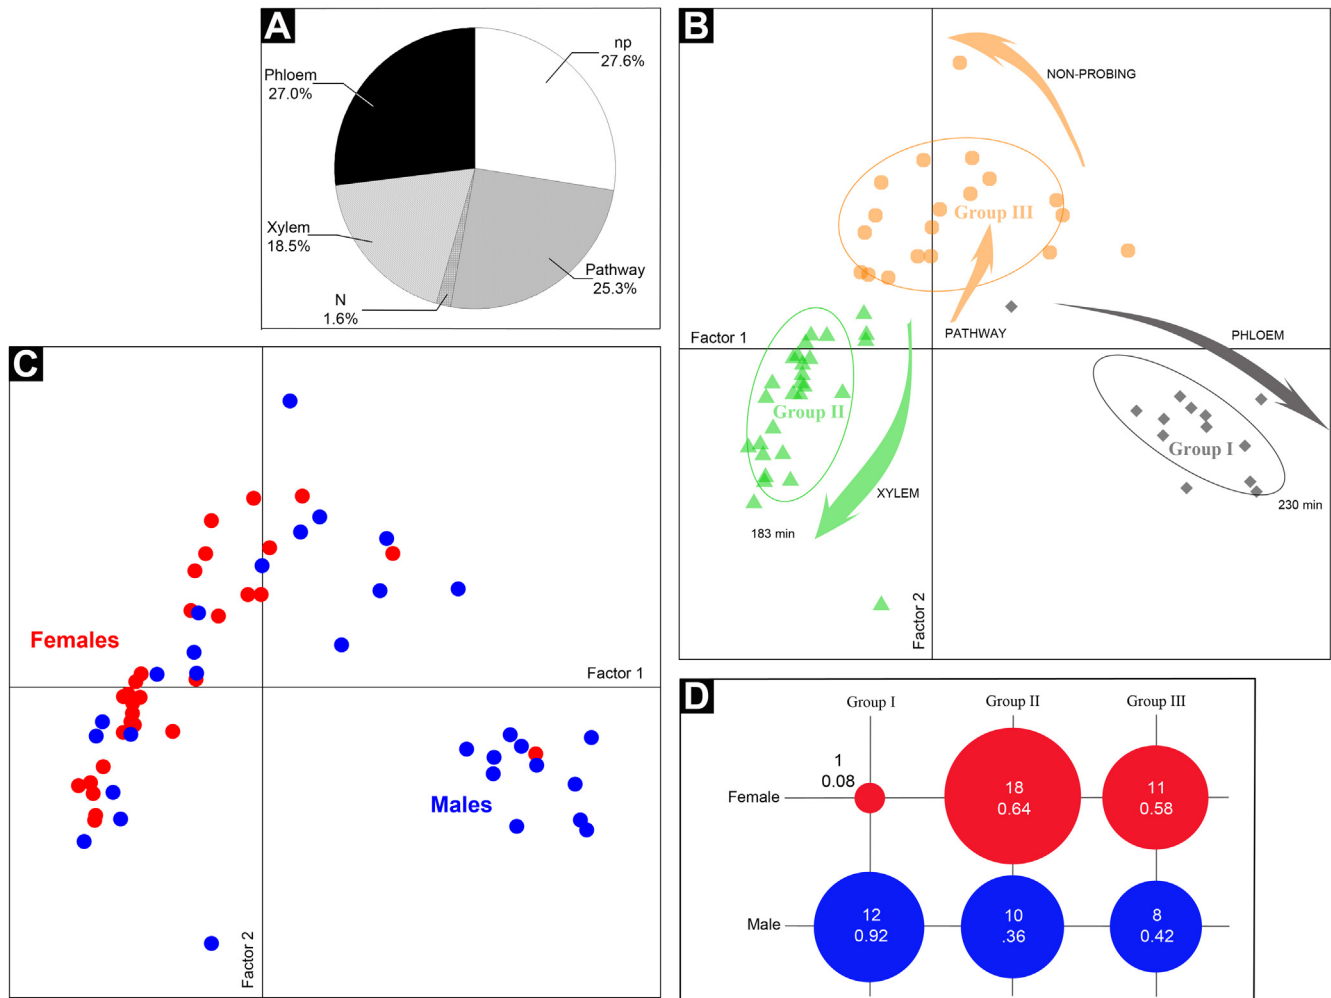 A
np
27.6%
Phloem
27.0%
Xylem
18.5%
Pathway
25.3%
N
1.6%
B
NON-PROBING
Group III
PATHWAY
PHLOEM
Factor 1
Group II
Group I
XYLEM
230 min
183 min
Factor 2
C
Females
Factor 1
Males
Factor 2
D
Group I
Group II
Group III
1
0.08
Female
18
0.64
11
0.58
Male
12
0.92
10
.36
8
0.42